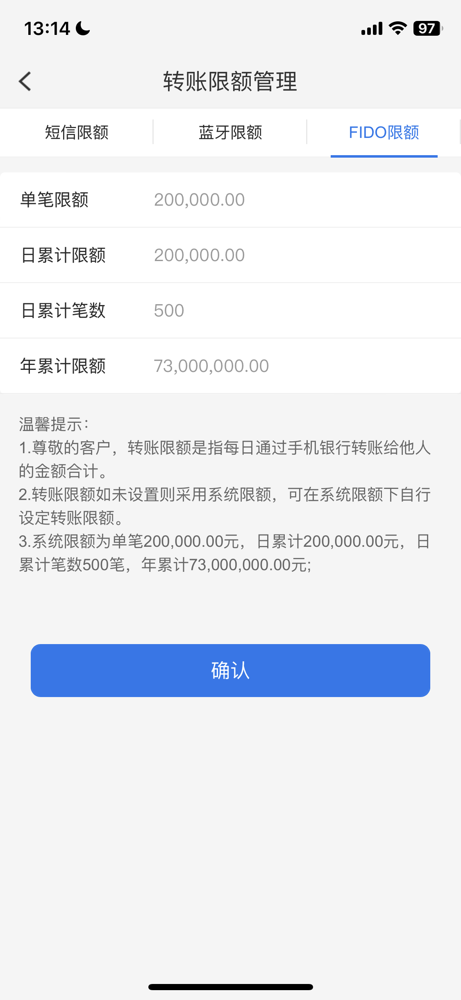 13:14
97
转账限额管理
短信限额
蓝牙限额
FIDO限额
单笔限额 200,000.00
日累计限额 200,000.00
日累计笔数 500
年累计限额 73,000,000.00
温馨提示：
1.尊敬的客户，转账限额是指每日通过手机银行转账给他人
的金额合计。
2.转账限额如未设置则采用系统限额，可在系统限额下自行
设定转账限额。
3.系统限额为单笔200,000.00元，日累计200,000.00元，日
累计笔数500笔，年累计73,000,000.00元;
确认